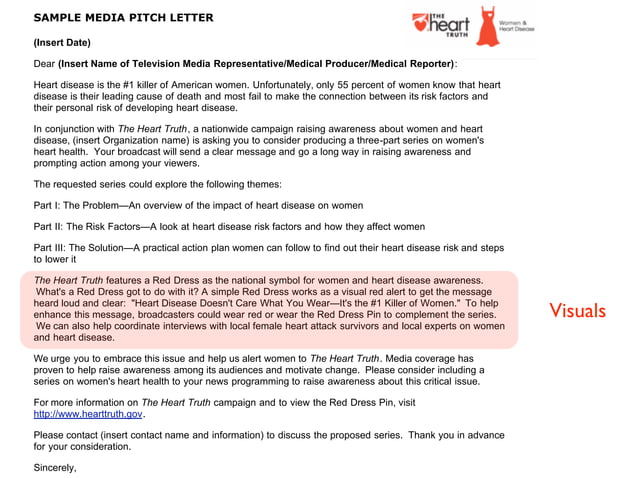 SAMPLE MEDIA PITCH LETTER
THE
heart
TRUTH
Women &
Heart Disease
(Insert Date)
Dear (Insert Name of Television Media Representative/Medical Producer/Medical Reporter):
Heart disease is the #1 killer of American women. Unfortunately, only 55 percent of women know that heart
disease is their leading cause of death and most fail to make the connection between its risk factors and
their personal risk of developing heart disease.
In conjunction with The Heart Truth, a nationwide campaign raising awareness about women and heart
disease, (insert Organization name) is asking you to consider producing a three-part series on women's
heart health. Your broadcast will send a clear message and go a long way in raising awareness and
prompting action among your viewers.
The requested series could explore the following themes:
Part I: The Problem—An overview of the impact of heart disease on women
Part II: The Risk Factors—A look at heart disease risk factors and how they affect women
Part III: The Solution—A practical action plan women can follow to find out their heart disease risk and steps
to lower it
The Heart Truth features a Red Dress as the national symbol for women and heart disease awareness.
What's a Red Dress got to do with it? A simple Red Dress works as a visual red alert to get the message
heard loud and clear: "Heart Disease Doesn't Care What You Wear—It's the #1 Killer of Women." To help
enhance this message, broadcasters could wear red or wear the Red Dress Pin to complement the series.
We can also help coordinate interviews with local female heart attack survivors and local experts on women
and heart disease.
Visuals
We urge you to embrace this issue and help us alert women to The Heart Truth. Media coverage has
proven to help raise awareness among its audiences and motivate change. Please consider including a
series on women's heart health to your news programming to raise awareness about this critical issue.
For more information on The Heart Truth campaign and to view the Red Dress Pin, visit
http://www.hearttruth.gov.
Please contact (insert contact name and information) to discuss the proposed series. Thank you in advance
for your consideration.
Sincerely,